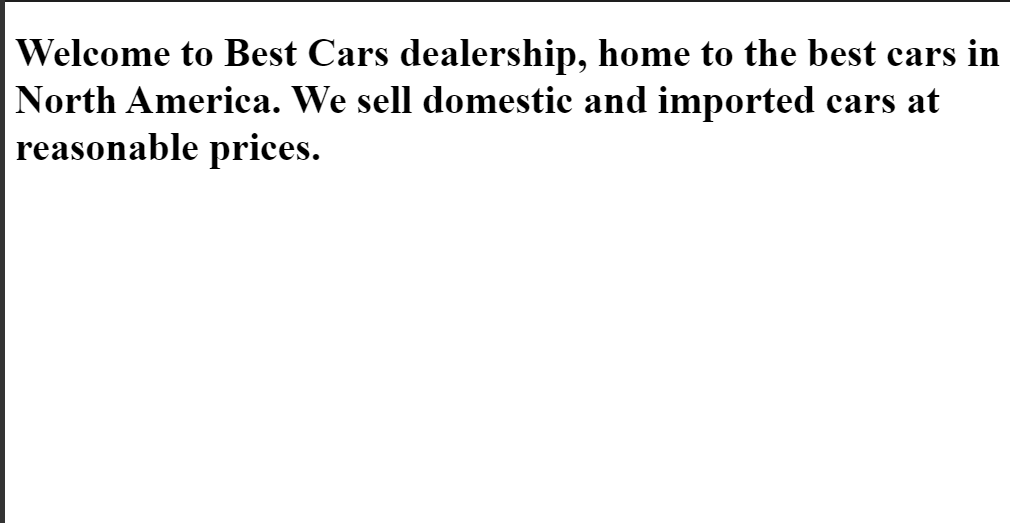 Welcome to Best Cars dealership, home to the best cars in
North America. We sell domestic and imported cars at
reasonable prices.